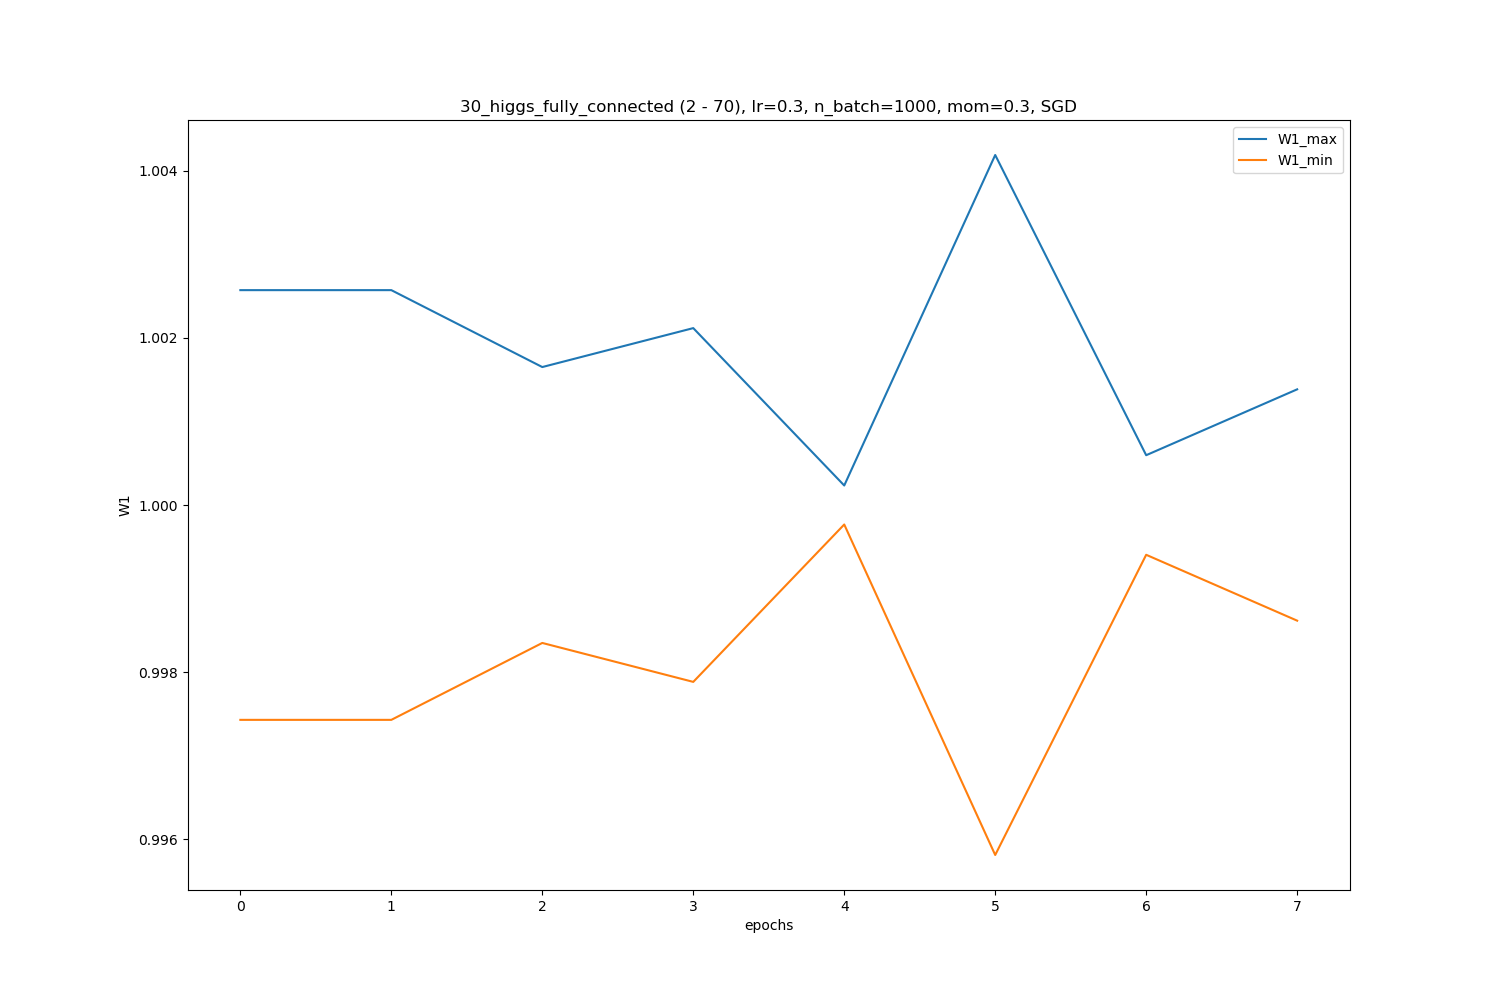 30_higgs_fully_connected (2 - 70), lr=0.3, n_batch=1000, mom=0.3, SGD
W1_max
W1_min
1.004
1.002
1.000
0.998
0.996
W1
0 1 2 3 4 5 6 7
epochs